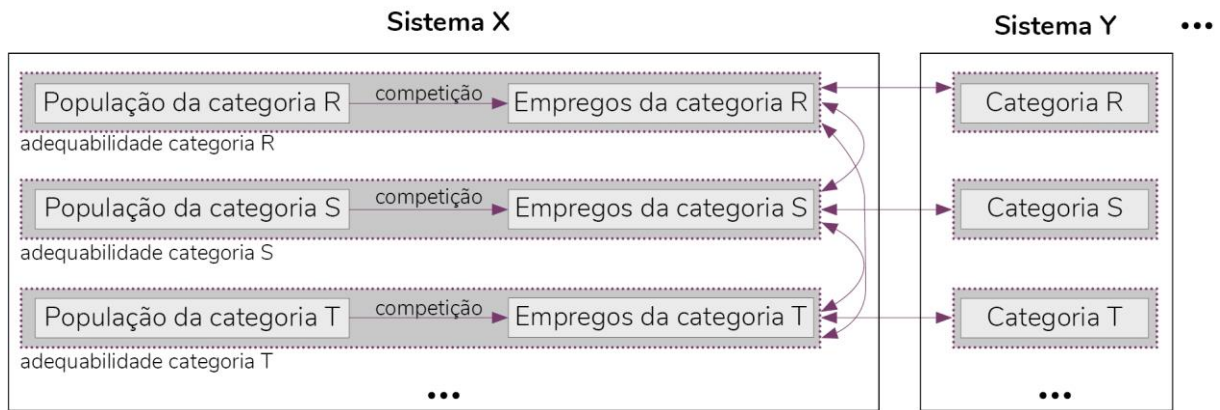 Sistema X
Sistema Y
•••
População da categoria R
competição
Empregos da categoria R
Categoria R
adequabilidade categoria R
População da categoria S
competição
Empregos da categoria S
Categoria S
adequabilidade categoria S
População da categoria T
competição
Empregos da categoria T
Categoria T
adequabilidade categoria T
•••
•••